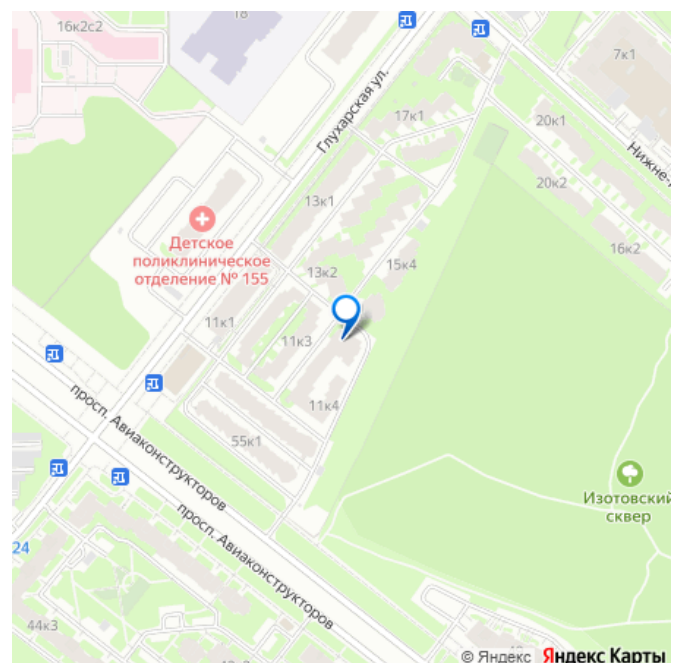 16к2с2
18
7к1
Глухарская ул.
17к1
20к1
Нижне-
20к2
13к1
16к2
Детское
поликлиническое
отделение № 155
13к2
15к4
11к1
11к3
11к4
просп. Авиаконструкторов
55к1
Изотовский
сквер
24
просп. Авиаконструкторов
44к3
© Яндекс Яндекс Карты